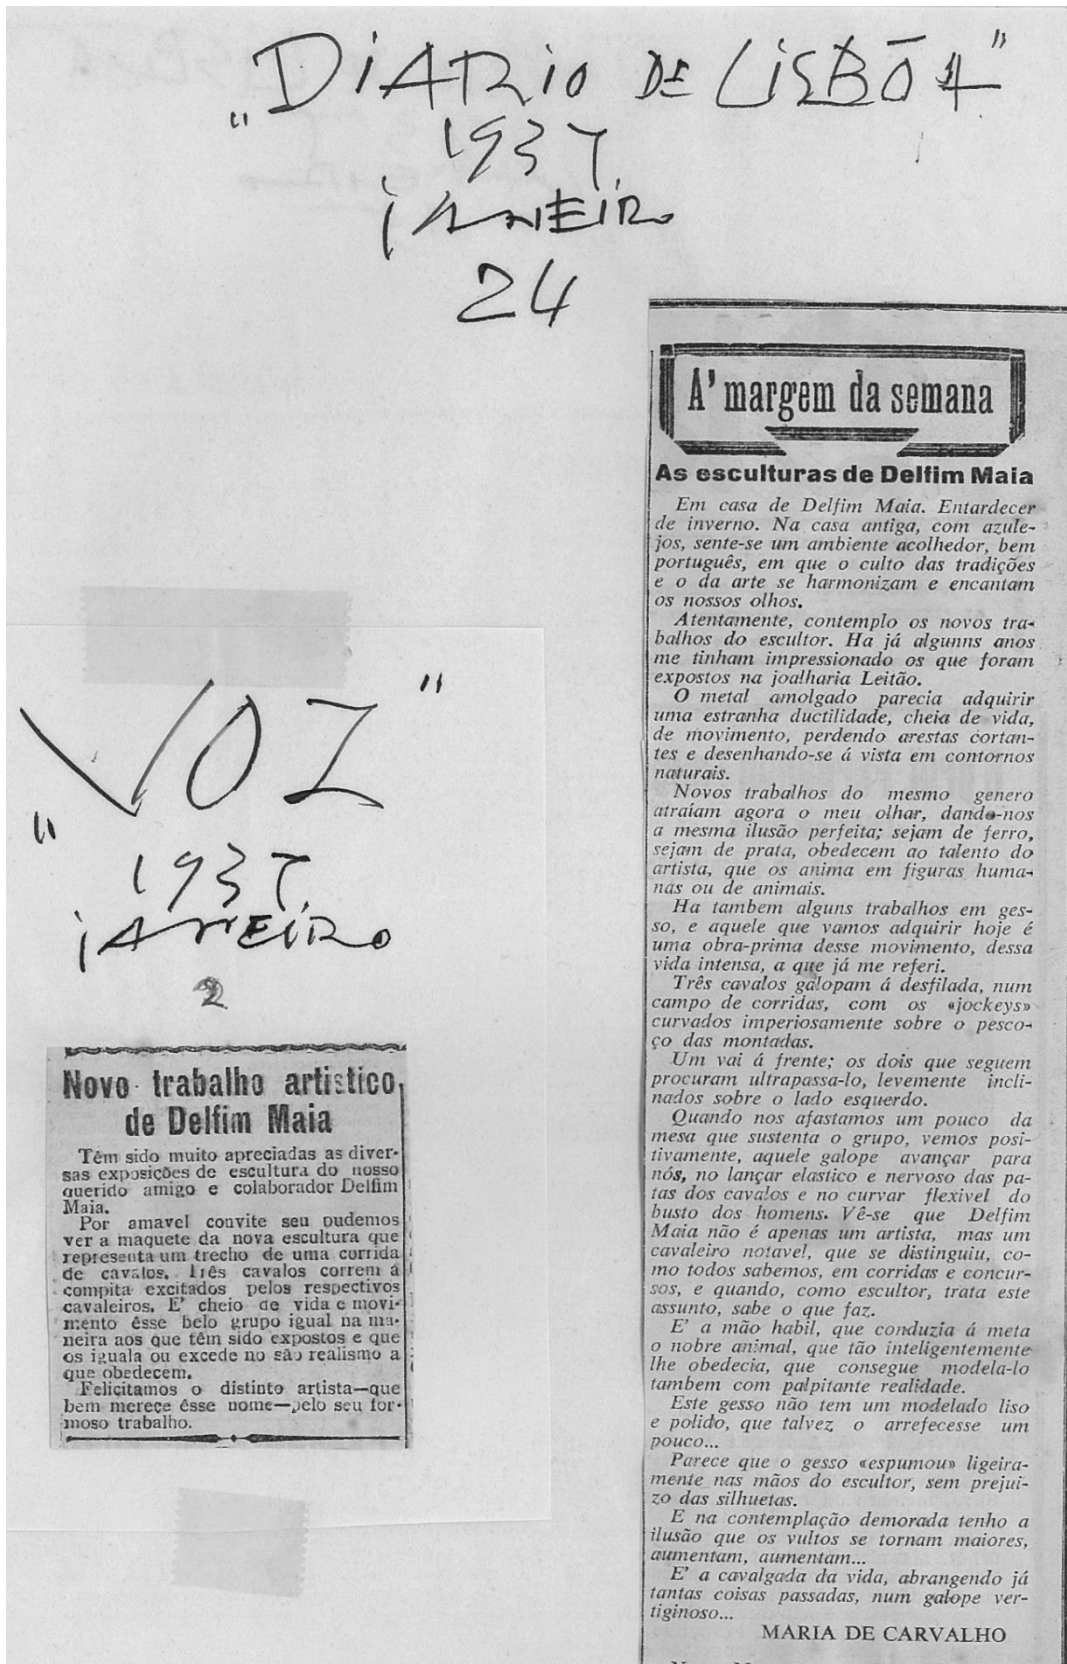 "DIARIO DE LISBÔA"
1937
JANEIRO
24
A' margem da semana
As esculturas de Delfim Maia
Em casa de Delfim Maia. Entardecer
de inverno. Na casa antiga, com azule-
jos, sente-se um ambiente acolhedor, bem
português, em que o culto das tradições
e o da arte se harmonizam e encantam
os nossos olhos.
Atentamente, contemplo os novos tra-
balhos do escultor. Ha já algunns anos
me tinham impressionado os que foram
expostos na joalharia Leitão.
O metal amolgado parecia adquirir
uma estranha ductilidade, cheia de vida,
de movimento, perdendo arestas cortan-
tes e desenhando-se á vista em contornos
naturais.
Novos trabalhos do mesmo genero
atraíam agora o meu olhar, dando-nos
a mesma ilusão perfeita; sejam de ferro,
sejam de prata, obedecem ao talento do
artista, que os anima em figuras huma-
nas ou de animais.
Ha tambem alguns trabalhos em ges-
so, e aquele que vamos adquirir hoje é
uma obra-prima desse movimento, dessa
vida intensa, a que já me referi.
Três cavalos galopam á desfilada, num
campo de corridas, com os «jockeys»
curvados imperiosamente sobre o pesco-
ço das montadas.
Um vai á frente; os dois que seguem
procuram ultrapassa-lo, levemente incli-
nados sobre o lado esquerdo.
Quando nos afastamos um pouco da
mesa que sustenta o grupo, vemos posi-
tivamente, aquele galope avançar para
nós, no lançar elastico e nervoso das pa-
tas dos cavalos e no curvar flexivel do
busto dos homens. Vê-se que Delfim
Maia não é apenas um artista, mas um
cavaleiro notavel, que se distinguiu, co-
mo todos sabemos, em corridas e concur-
sos, e quando, como escultor, trata este
assunto, sabe o que faz.
E' a mão habil, que conduzia á meta
o nobre animal, que tão inteligentemente
lhe obedecia, que consegue modela-lo
tambem com palpitante realidade.
Este gesso não tem um modelado liso
e polido, que talvez o arrefecesse um
pouco...
Parece que o gesso «espumou» ligeira-
mente nas mãos do escultor, sem prejui-
zo das silhuetas.
E na contemplação demorada tenho a
ilusão que os vultos se tornam maiores,
aumentam, aumentam...
E' a cavalgada da vida, abrangendo já
tantas coisas passadas, num galope ver-
tiginoso...
MARIA DE CARVALHO
"VOZ"
1937
JANEIRO
2
Novo trabalho artistico
de Delfim Maia
Têm sido muito apreciadas as diver-
sas exposições de escultura do nosso
querido amigo e colaborador Delfim
Maia.
Por amavel convite seu pudemos
ver a maquete da nova escultura que
representa um trecho de uma corrida
de cavalos. Três cavalos correm á
compita excitados pelos respectivos
cavaleiros. E' cheio de vida e movi-
mento êsse belo grupo igual na ma-
neira aos que têm sido expostos e que
os iguala ou excede no são realismo a
que obedecem.
Felicitamos o distinto artista—que
bem merece êsse nome—pelo seu for-
moso trabalho.